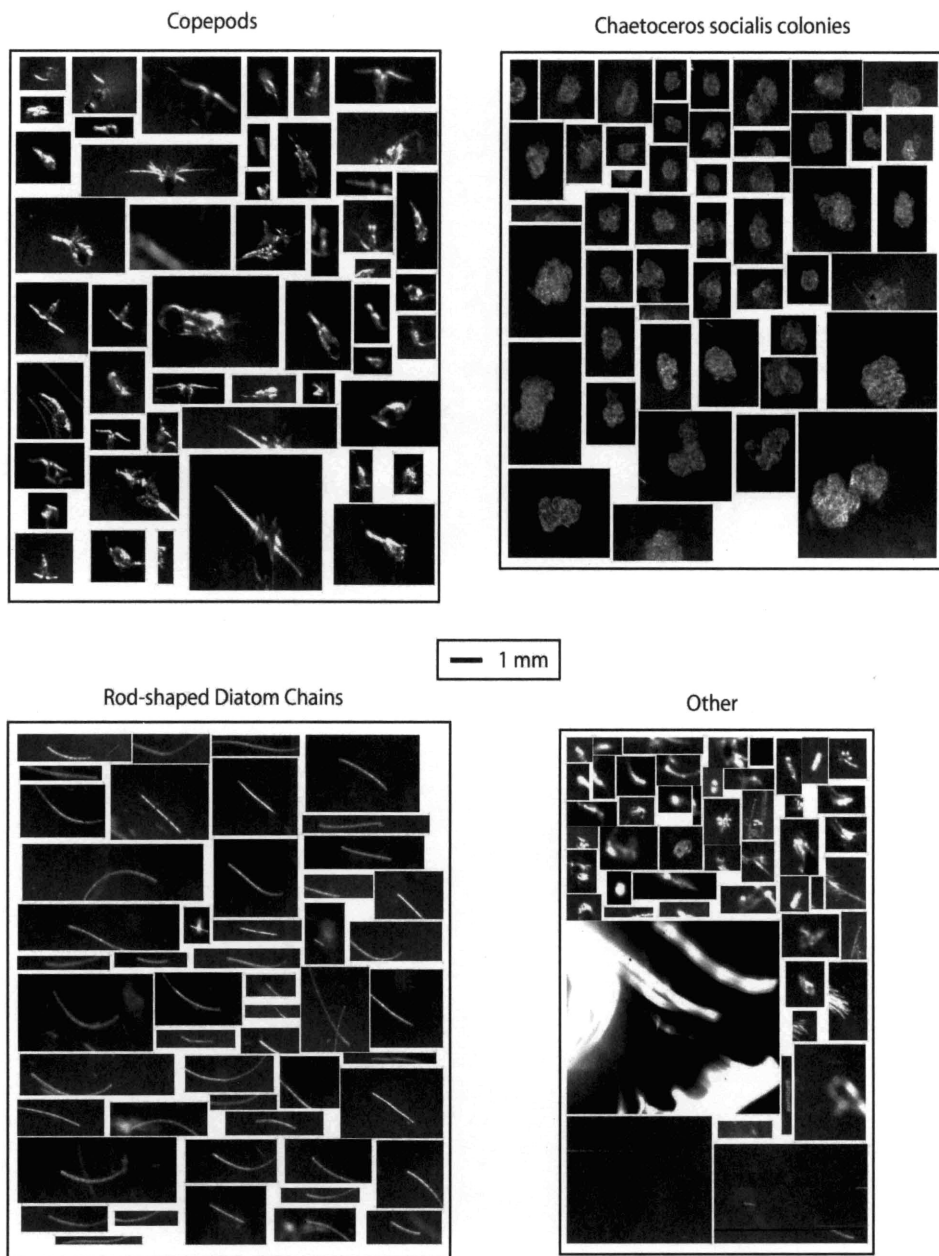 Copepods
Chaetoceros socialis colonies
1 mm
Rod-shaped Diatom Chains
Other